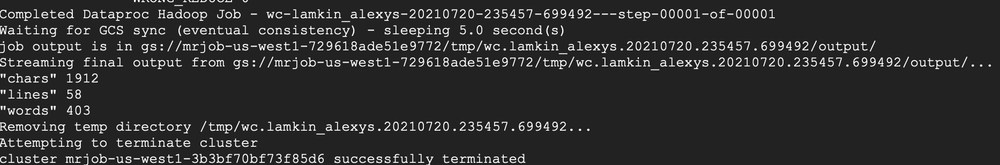 WRONG_REDUCE=0
Completed Dataproc Hadoop Job - wc-lamkin_alexys-20210720-235457-699492---step-00001-of-00001
Waiting for GCS sync (eventual consistency) - sleeping 5.0 second(s)
job output is in gs://mrjob-us-west1-729618ade51e9772/tmp/wc.lamkin_alexys.20210720.235457.699492/output/
Streaming final output from gs://mrjob-us-west1-729618ade51e9772/tmp/wc.lamkin_alexys.20210720.235457.699492/output/...
"chars" 1912
"lines" 58
"words" 403
Removing temp directory /tmp/wc.lamkin_alexys.20210720.235457.699492...
Attempting to terminate cluster
cluster mrjob-us-west1-3b3bf70bf73f85d6 successfully terminated